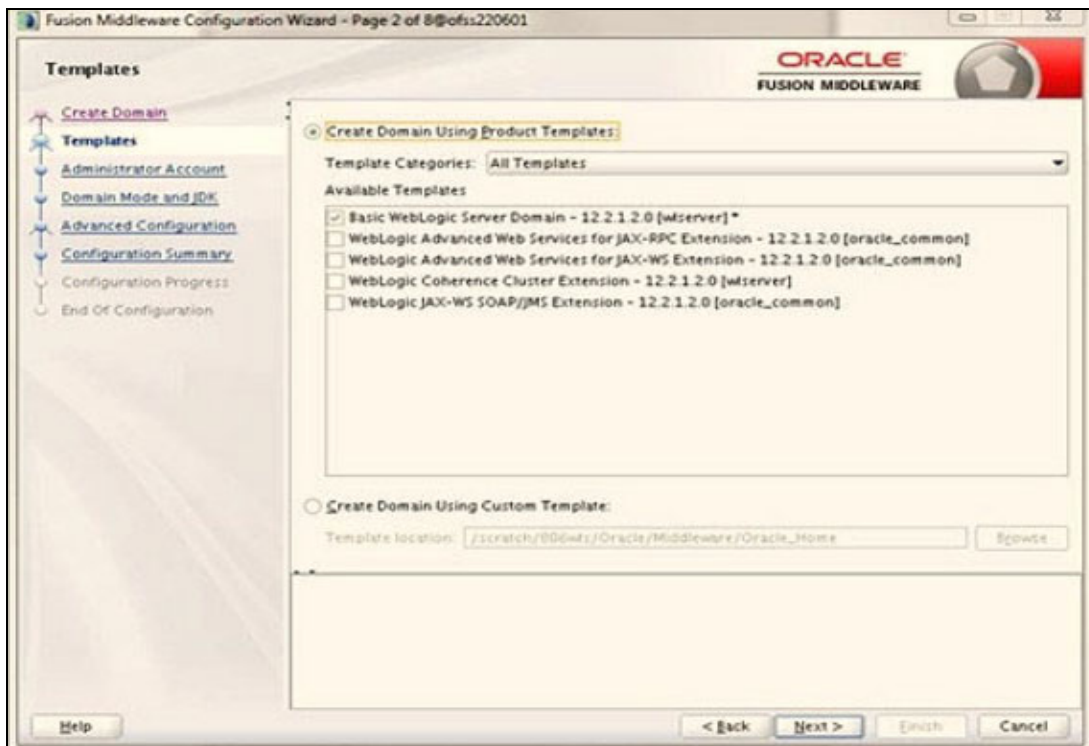 Fusion Middleware Configuration Wizard - Page 2 of 8@ofss220601
Templates
ORACLE
FUSION MIDDLEWARE
Create Domain
Templates
Administrator Account
Domain Mode and JDK
Advanced Configuration
Configuration Summary
Configuration Progress
End Of Configuration
Create Domain Using Product Templates:
Template Categories: All Templates
Available Templates
Basic WebLogic Server Domain - 12.2.1.2.0 [wlserver] *
WebLogic Advanced Web Services for JAX-RPC Extension - 12.2.1.2.0 [oracle_common]
WebLogic Advanced Web Services for JAX-WS Extension - 12.2.1.2.0 [oracle_common]
WebLogic Coherence Cluster Extension - 12.2.1.2.0 [wlserver]
WebLogic JAX-WS SOAP/JMS Extension - 12.2.1.2.0 [oracle_common]
Create Domain Using Custom Template:
Template location:
Browse
Help
< Back
Next >
Finish
Cancel